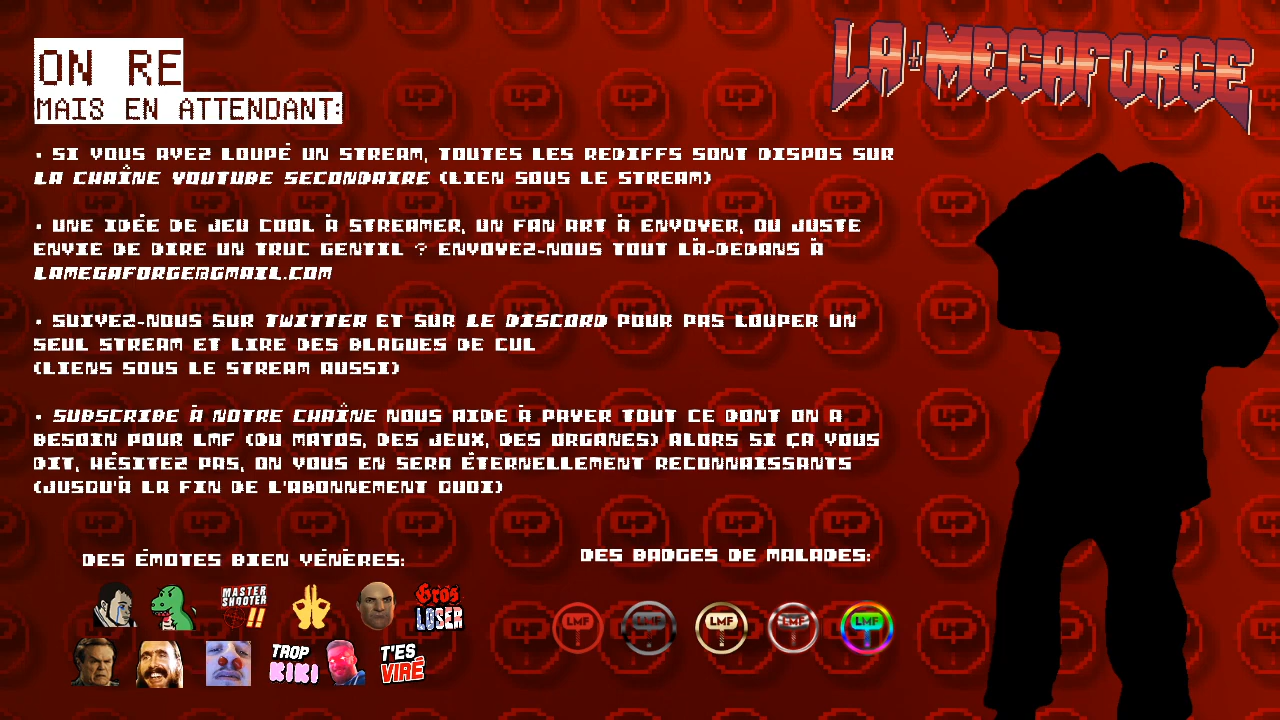 LA MEGAFORGE
ON RE
MAIS EN ATTENDANT:
• SI VOUS AVEZ LOUPÉ UN STREAM, TOUTES LES REDIFFS SONT DISPOS SUR
LA CHAÎNE YOUTUBE SECONDAIRE (LIEN SOUS LE STREAM)
• UNE IDÉE DE JEU COOL À STREAMER, UN FAN ART À ENVOYER, OU JUSTE
ENVIE DE DIRE UN TRUC GENTIL ? ENVOYEZ-NOUS TOUT LÀ-DEDANS À
LAMEGAFORGE@GMAIL.COM
• SUIVEZ-NOUS SUR TWITTER ET SUR LE DISCORD POUR PAS LOUPER UN
SEUL STREAM ET LIRE DES BLAGUES DE CUL
(LIENS SOUS LE STREAM AUSSI)
• SUBSCRIBE À NOTRE CHAÎNE NOUS AIDE À PAYER TOUT CE DONT ON A
BESOIN POUR LMF (DU MATOS, DES JEUX, DES ORGANES) ALORS SI ÇA VOUS
DIT, HÉSITEZ PAS, ON VOUS EN SERA ÉTERNELLEMENT RECONNAISSANTS
(JUSQU'À LA FIN DE L'ABONNEMENT QUOI)
DES ÉMOTES BIEN VÉNÈRES:
DES BADGES DE MALADES:
MASTER
SHOOTER
!!
GROS
LOSER
TROP
KIKI
T'ES
VIRÉ
LMF
LMF
LMF
LMF
LMF